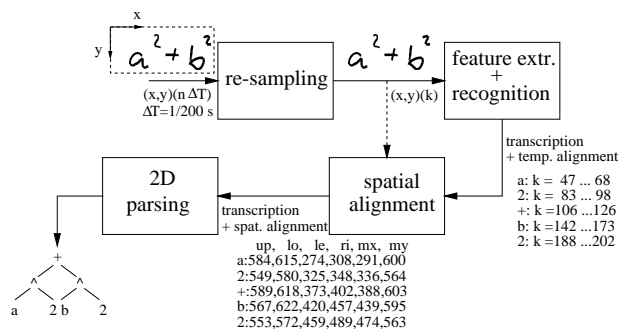 x
y
a² + b²
(x,y)(n ΔT)
ΔT=1/200 s
re-sampling
a² + b²
(x,y)(k)
feature extr.
+
recognition
transcription
+ temp. alignment
a: k = 47 ... 68
2: k = 83 ... 98
+: k =106 ...126
b: k =142 ...173
2: k =188 ...202
spatial
alignment
transcription
+ spat. alignment
up, lo, le, ri, mx, my
a:584,615,274,308,291,600
2:549,580,325,348,336,564
+:589,618,373,402,388,603
b:567,622,420,457,439,595
2:553,572,459,489,474,563
2D
parsing
+
^ ^
a 2 b 2